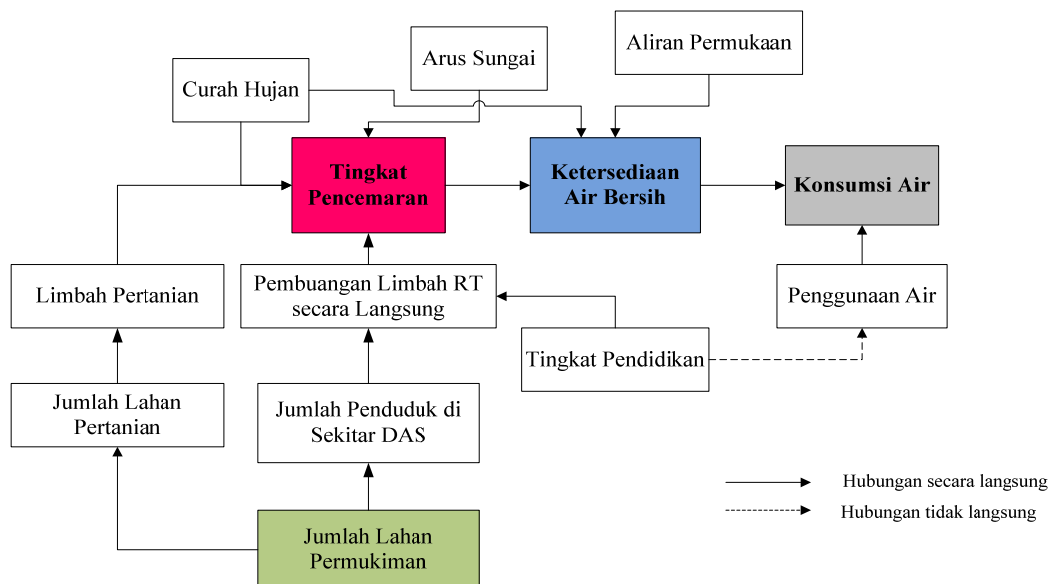 Aliran Permukaan
Arus Sungai
Curah Hujan
Tingkat
Pencemaran
Ketersediaan
Air Bersih
Konsumsi Air
Limbah Pertanian
Pembuangan Limbah RT
secara Langsung
Penggunaan Air
Tingkat Pendidikan
Jumlah Lahan
Pertanian
Jumlah Penduduk di
Sekitar DAS
Jumlah Lahan
Permukiman
Hubungan secara langsung
Hubungan tidak langsung